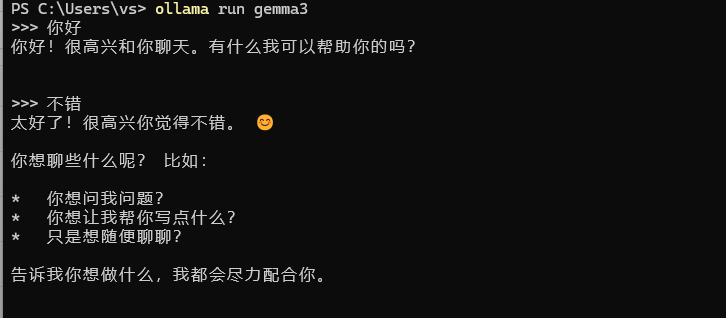 PS C:\Users\vs> ollama run gemma3
>>> 你好
你好！很高兴和你聊天。有什么我可以帮助你的吗？
>>> 不错
太好了！很高兴你觉得不错。 😊
你想聊些什么呢？ 比如：
* 你想问我问题？
* 你想让我帮你写点什么？
* 只是想随便聊聊？
告诉我你想做什么，我都会尽力配合你。